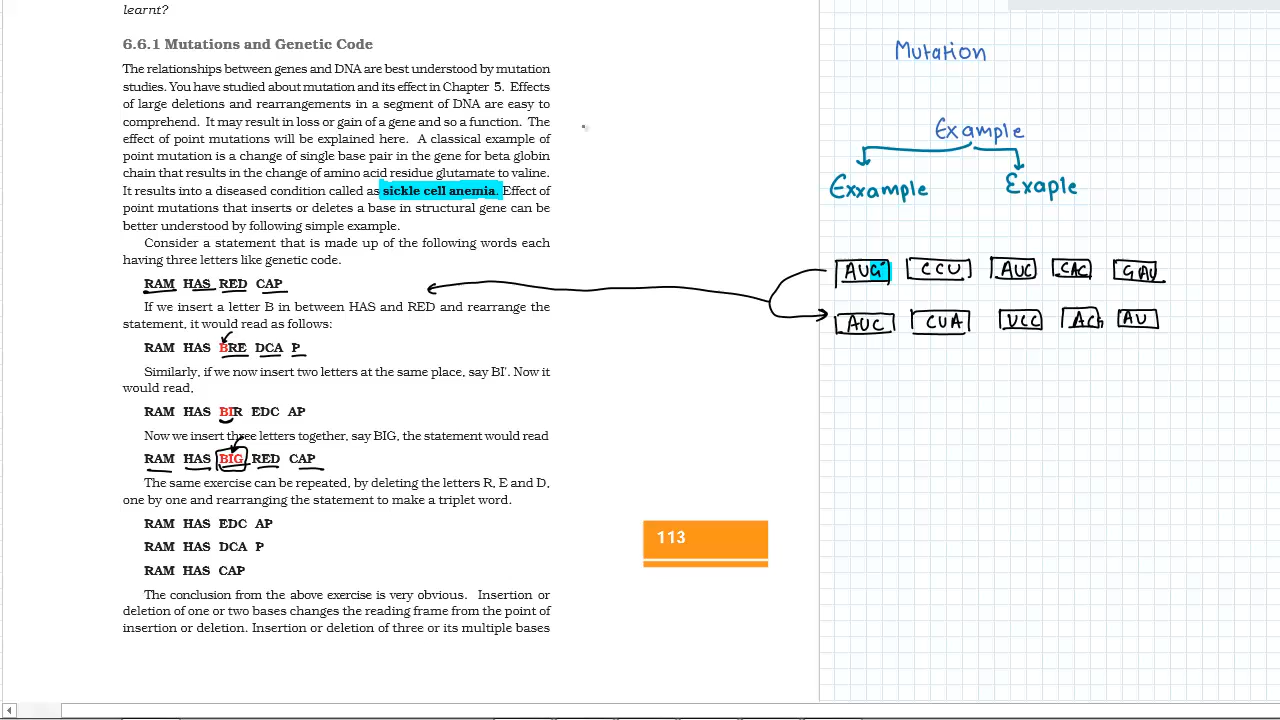 learnt?
6.6.1 Mutations and Genetic Code
The relationships between genes and DNA are best understood by mutation
studies. You have studied about mutation and its effect in Chapter 5. Effects
of large deletions and rearrangements in a segment of DNA are easy to
comprehend. It may result in loss or gain of a gene and so a function. The
effect of point mutations will be explained here. A classical example of
point mutation is a change of single base pair in the gene for beta globin
chain that results in the change of amino acid residue glutamate to valine.
It results into a diseased condition called as sickle cell anemia. Effect of
point mutations that inserts or deletes a base in structural gene can be
better understood by following simple example.
Consider a statement that is made up of the following words each
having three letters like genetic code.
RAM HAS RED CAP
If we insert a letter B in between HAS and RED and rearrange the
statement, it would read as follows:
RAM HAS BRE DCA P
Similarly, if we now insert two letters at the same place, say BI'. Now it
would read,
RAM HAS BIR EDC AP
Now we insert three letters together, say BIG, the statement would read
RAM HAS BIG RED CAP
The same exercise can be repeated, by deleting the letters R, E and D,
one by one and rearranging the statement to make a triplet word.
RAM HAS EDC AP
RAM HAS DCA P
RAM HAS CAP
The conclusion from the above exercise is very obvious. Insertion or
deletion of one or two bases changes the reading frame from the point of
insertion or deletion. Insertion or deletion of three or its multiple bases
113
Mutation
Example
Exxample Exaple
AUG CCU AUC CAC GAU
AUC CUA UCC ACG AU